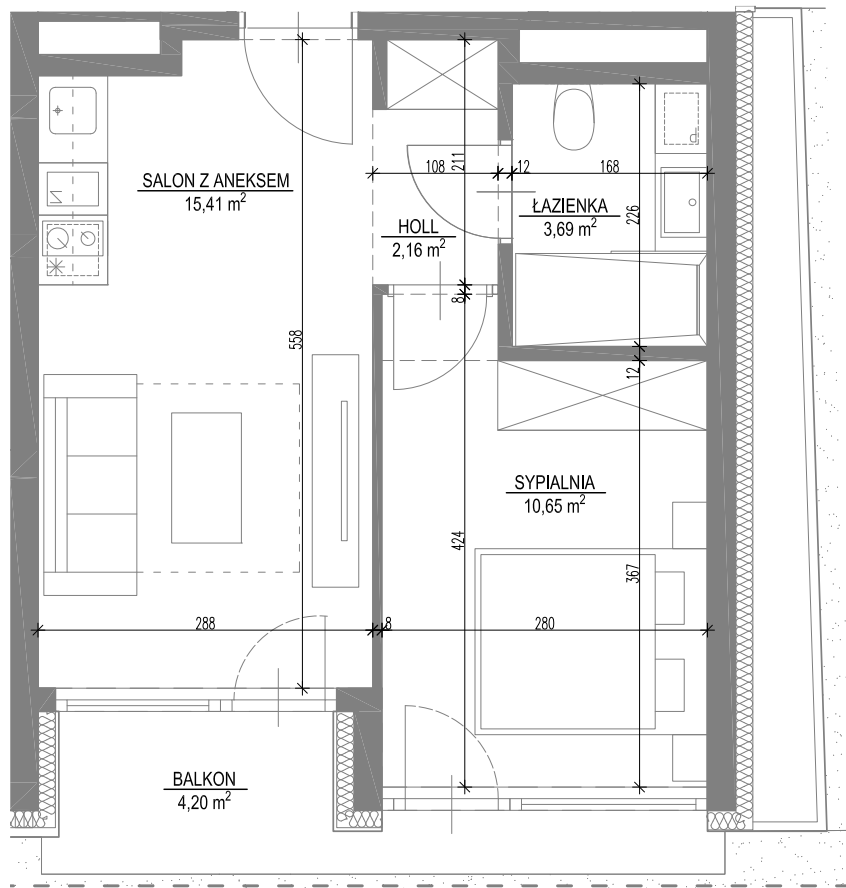 SALON Z ANEKSEM
15,41 m²
108
211
12
168
HOLL
2,16 m²
ŁAZIENKA
3,69 m²
226
8
558
12
SYPIALNIA
10,65 m²
424
367
288
8
280
BALKON
4,20 m²